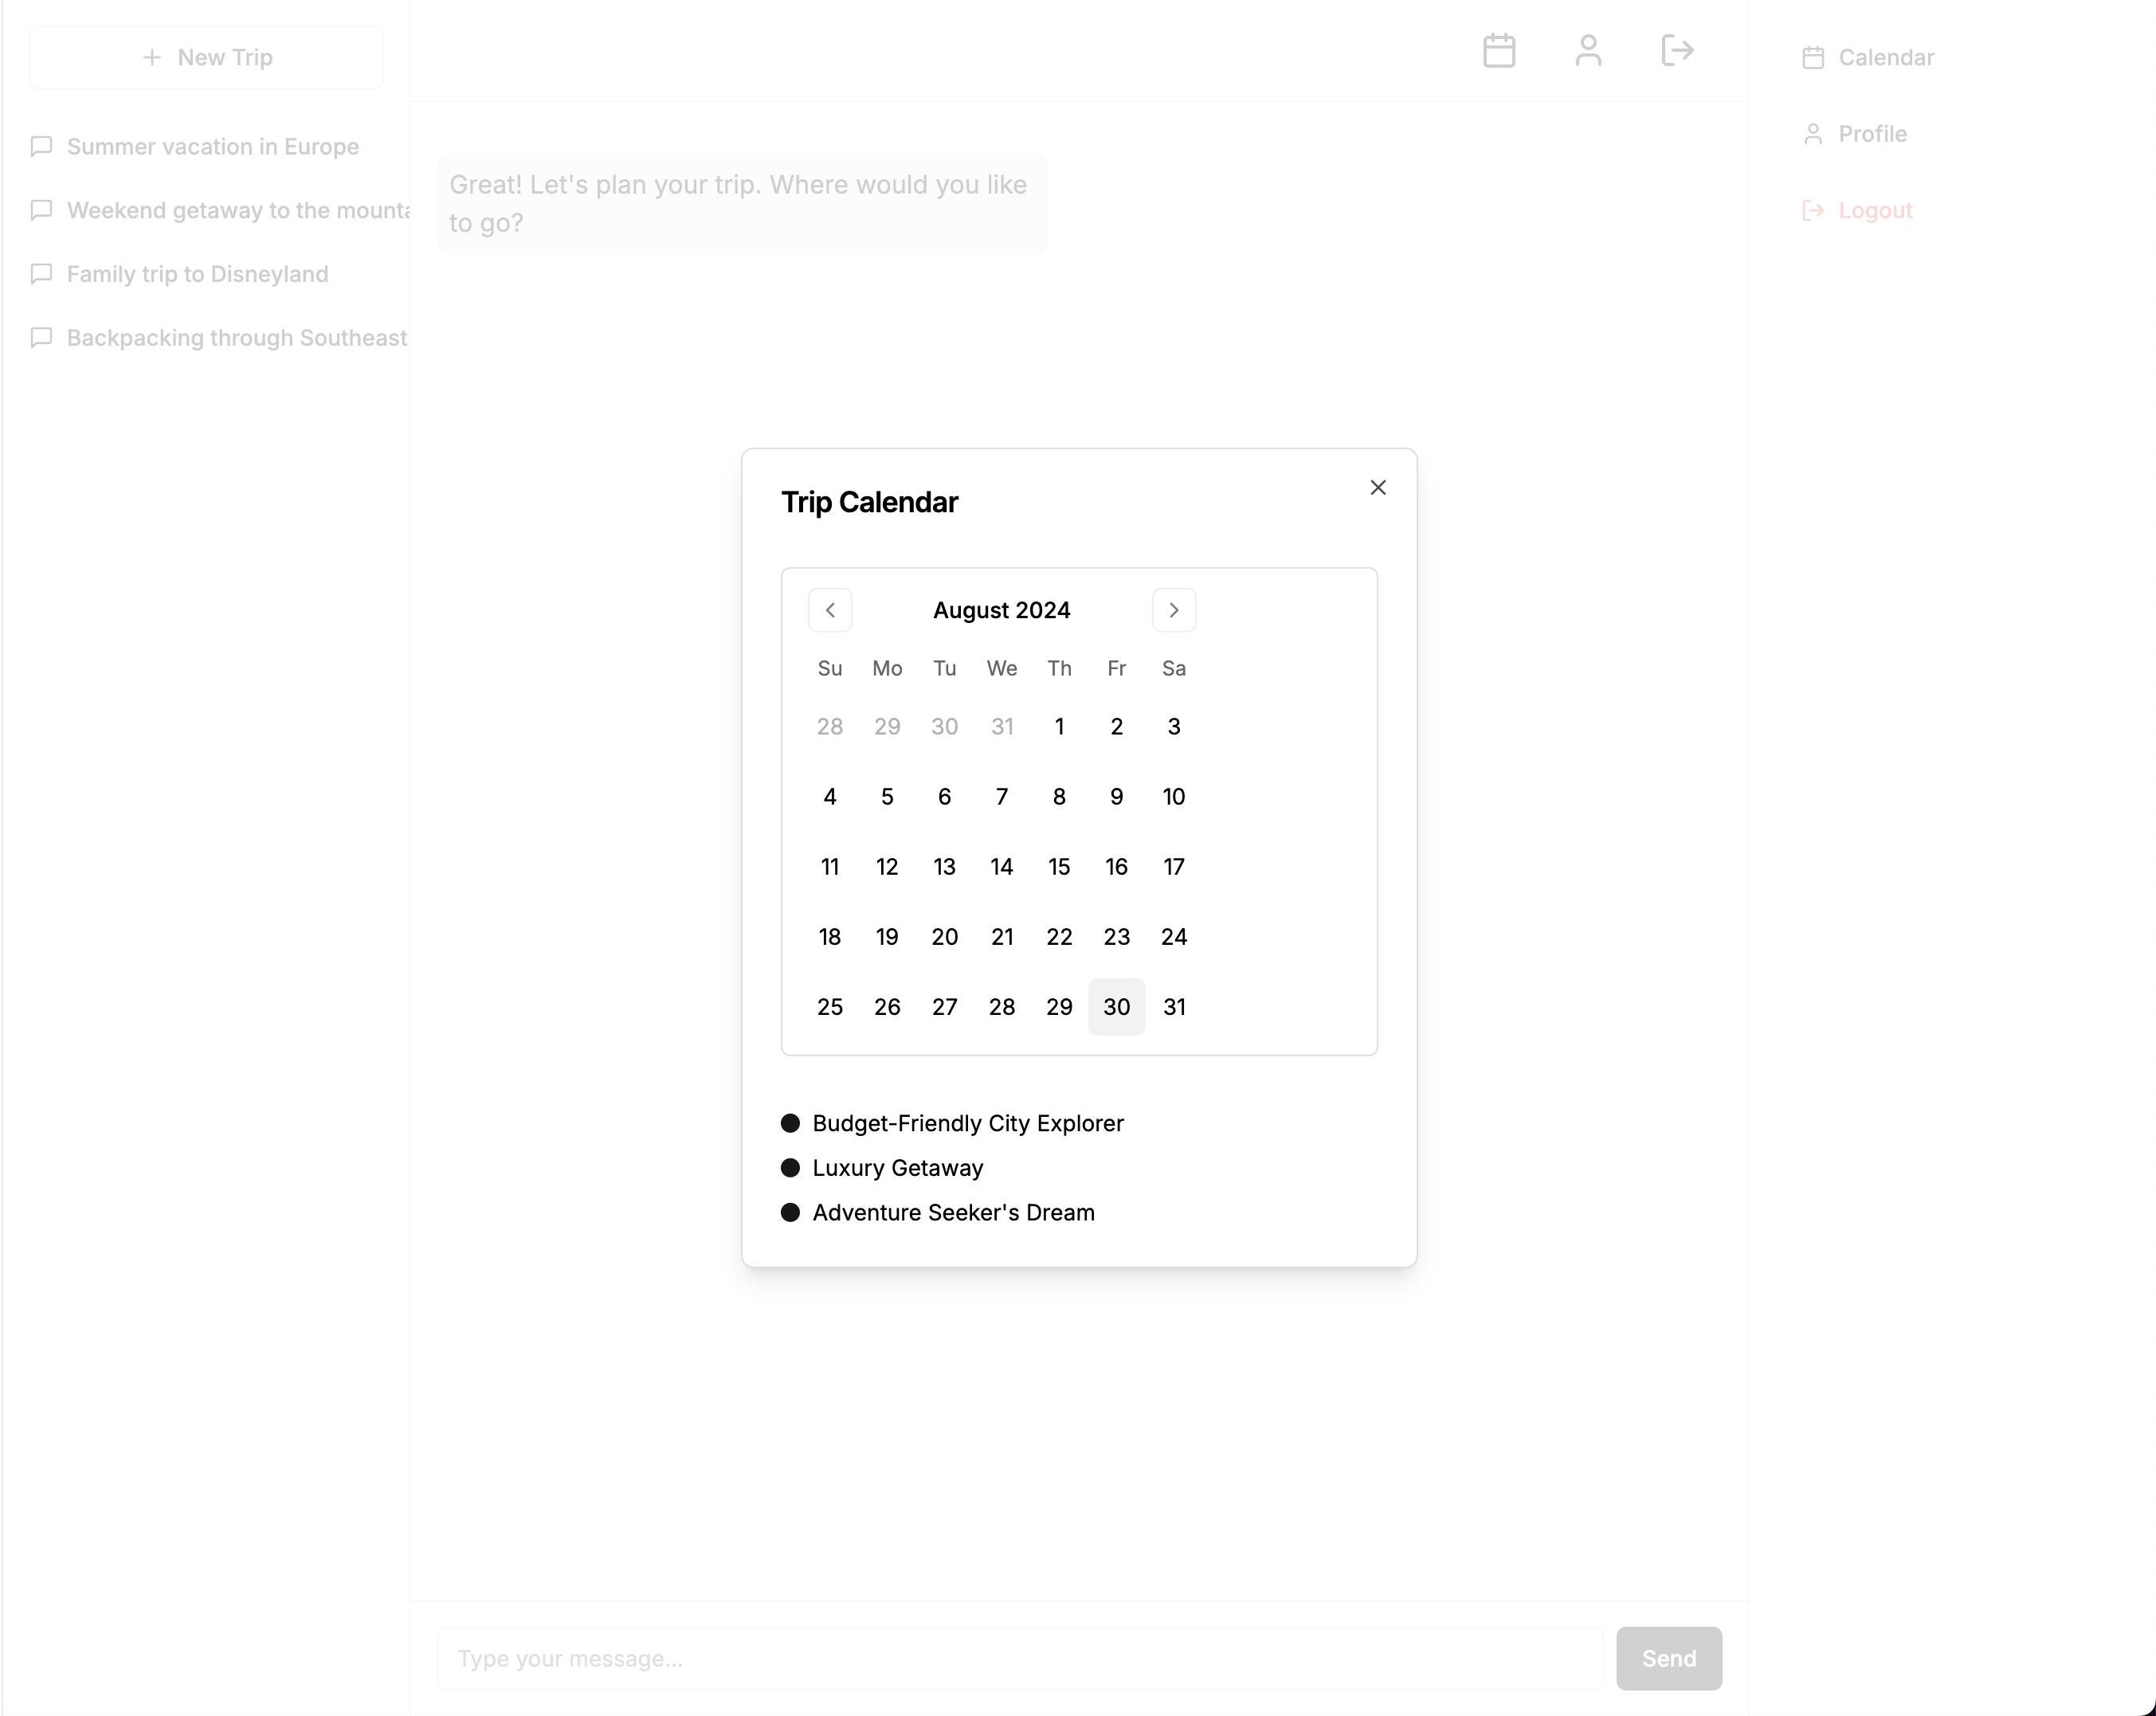 New Trip
Summer vacation in Europe
Weekend getaway to the mounta
Family trip to Disneyland
Backpacking through Southeast
Great! Let's plan your trip. Where would you like
to go?
Calendar
Profile
Logout
Trip Calendar
August 2024
Su Mo Tu We Th Fr Sa
28 29 30 31 1 2 3
4 5 6 7 8 9 10
11 12 13 14 15 16 17
18 19 20 21 22 23 24
25 26 27 28 29 30 31
Budget-Friendly City Explorer
Luxury Getaway
Adventure Seeker's Dream
Type your message...
Send